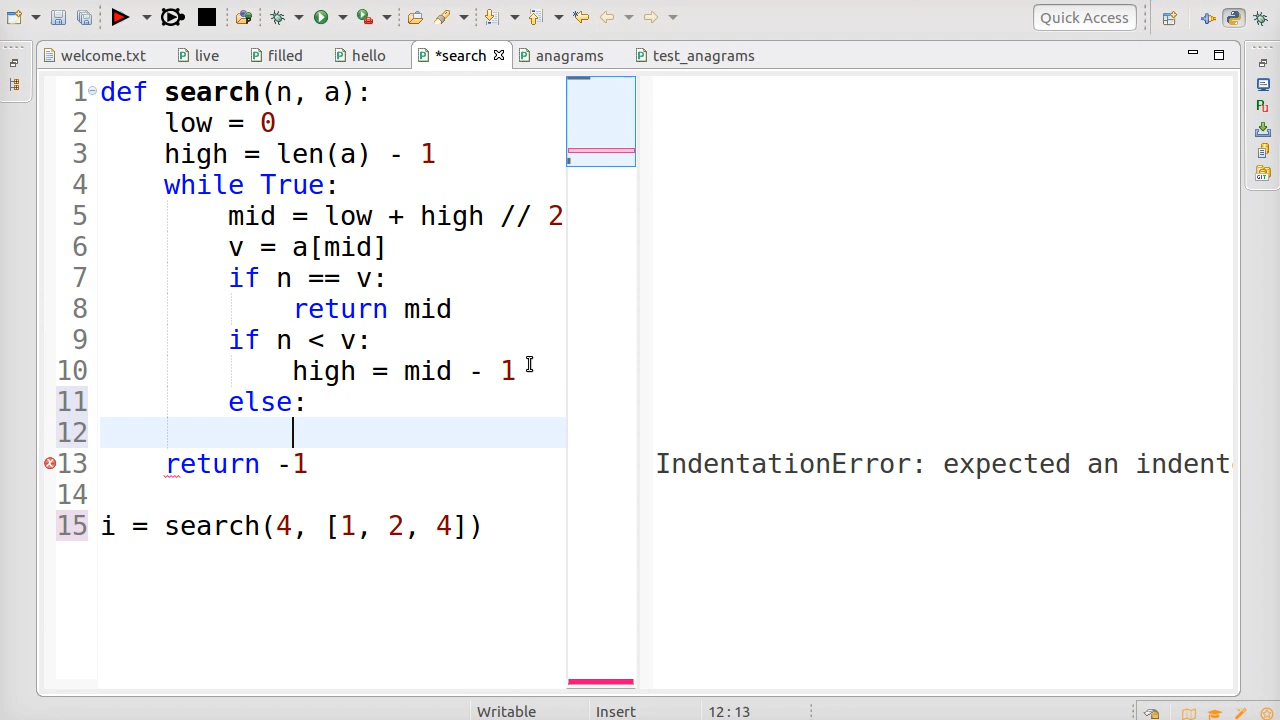 Quick Access
welcome.txt live filled hello *search anagrams test_anagrams
1 def search(n, a):
2 low = 0
3 high = len(a) - 1
4 while True:
5 mid = low + high // 2
6 v = a[mid]
7 if n == v:
8 return mid
9 if n < v:
10 high = mid - 1
11 else:
12
13 return -1 IndentationError: expected an indent
14
15 i = search(4, [1, 2, 4])
Writable Insert 12:13